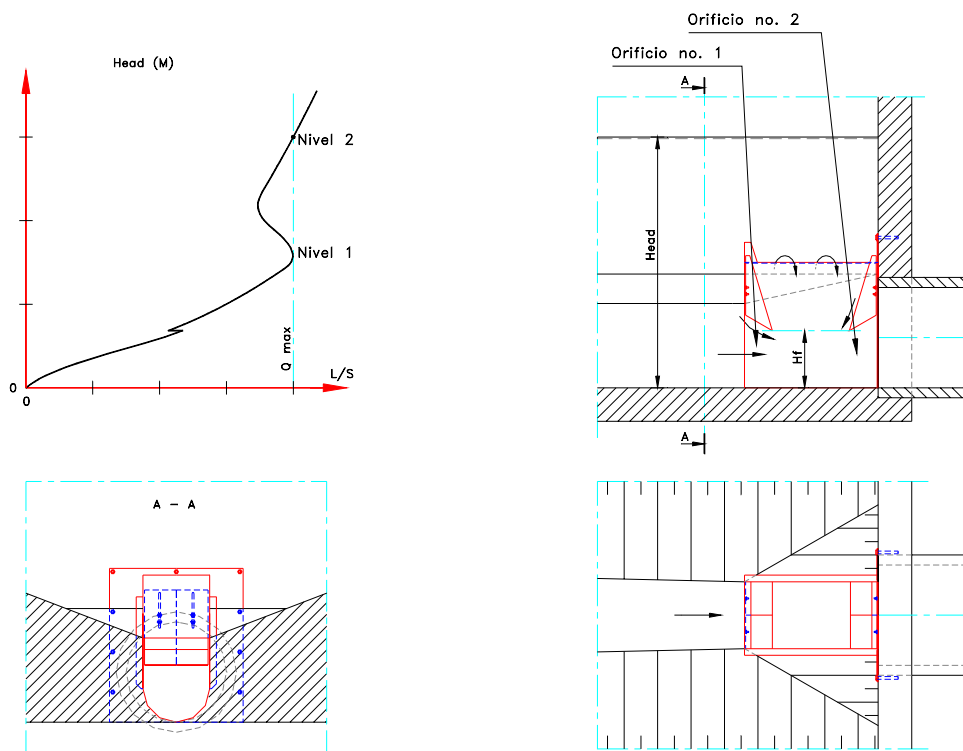 Head (M)
Nivel 2
Nivel 1
Q max
L/S
0
0
Orificio no. 2
Orificio no. 1
A
Head
Hf
A
A - A